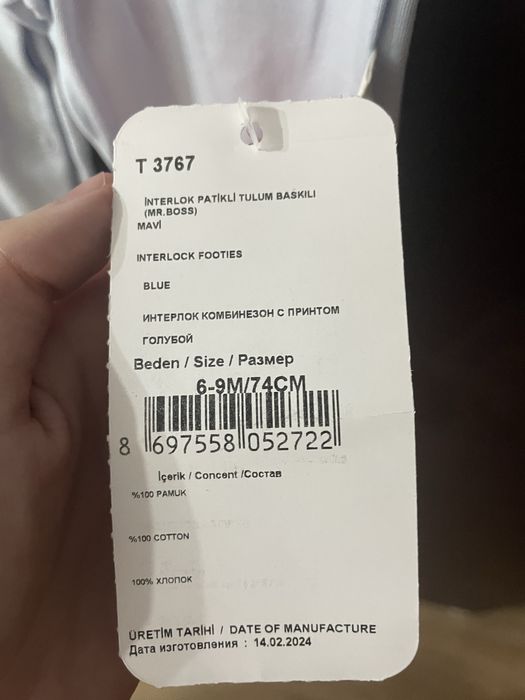 T 3767
İNTERLOK PATİKLİ TULUM BASKILI
(MR.BOSS)
MAVİ
INTERLOCK FOOTIES
BLUE
ИНТЕРЛОК КОМБИНЕЗОН С ПРИНТОМ
ГОЛУБОЙ
Beden / Size / Размер
6-9M/74CM
8 697558 052722
İçerik / Concent /Состав
%100 PAMUK
%100 COTTON
100% ХЛОПОК
ÜRETİM TARİHİ / DATE OF MANUFACTURE
Дата изготовления : 14.02.2024